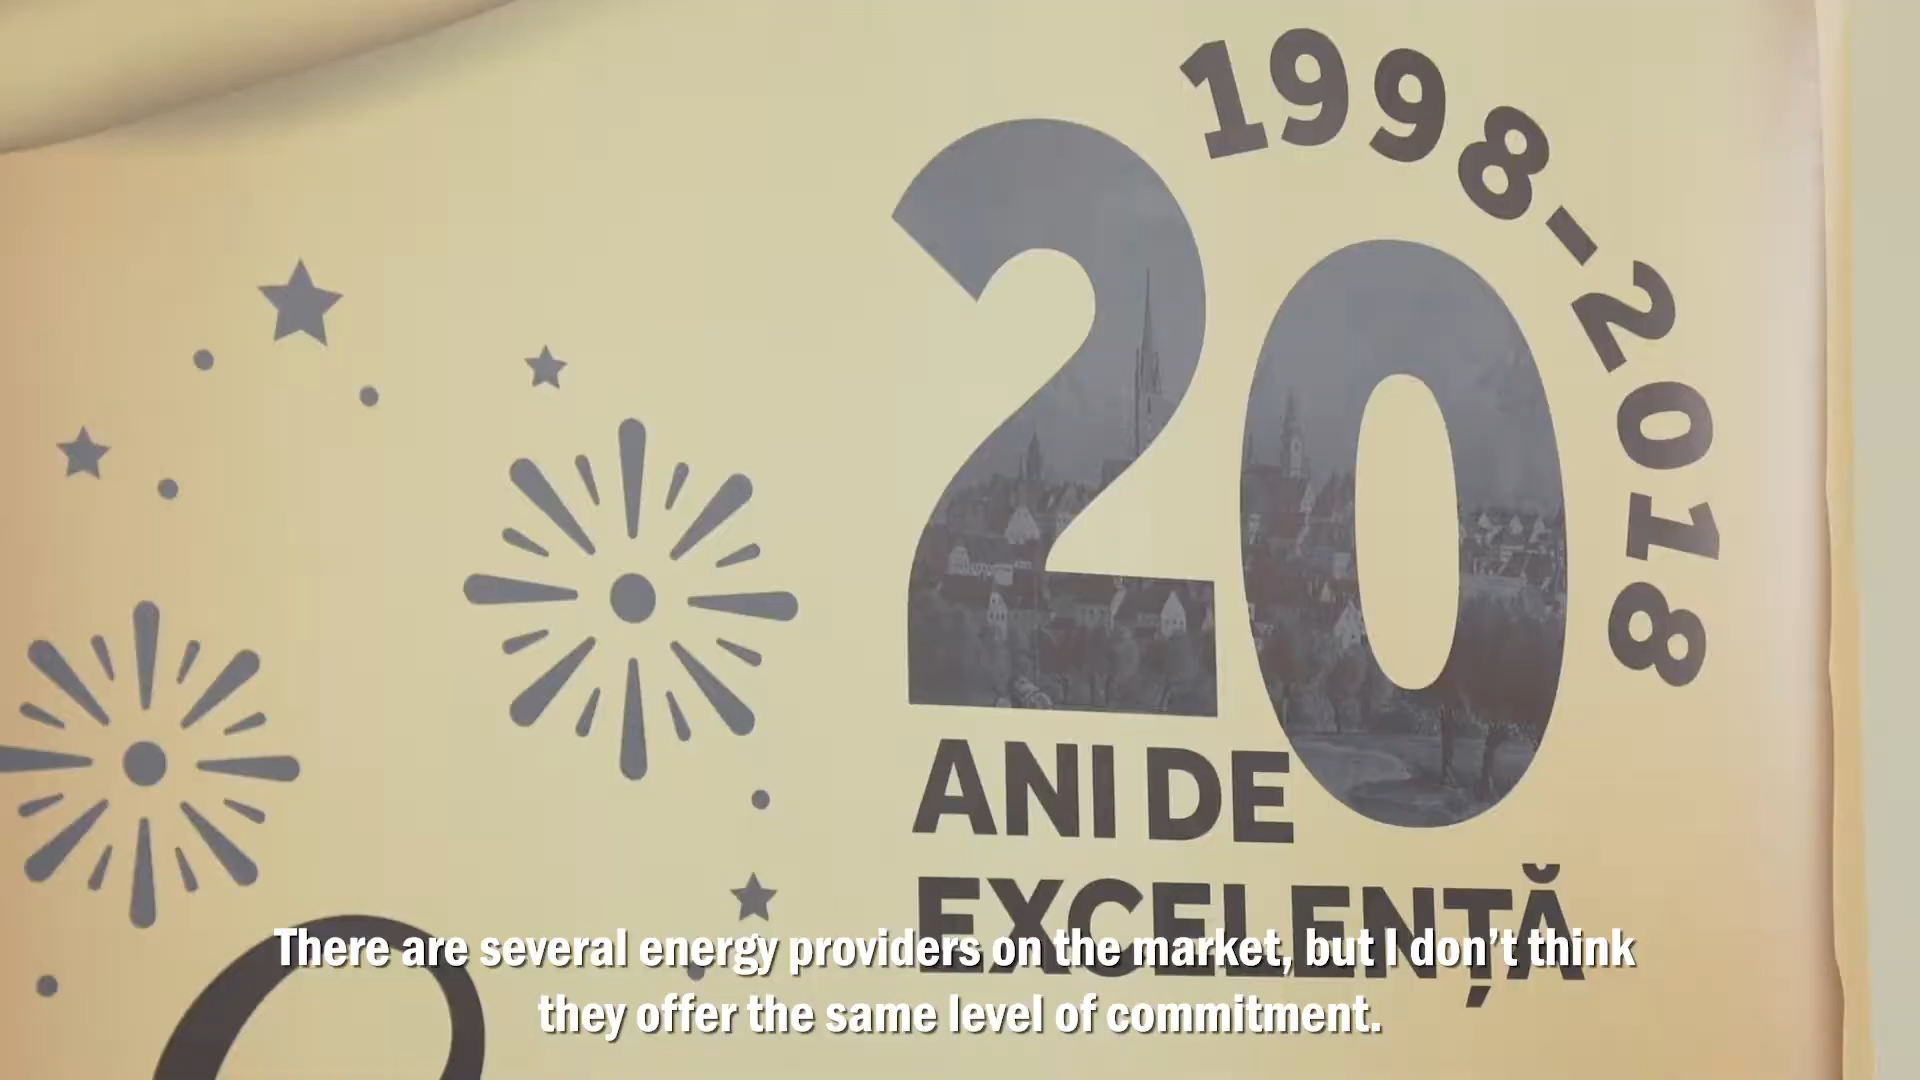 1998-2018
20
ANI DE
EXCELENȚĂ
There are several energy providers on the market, but I don’t think
they offer the same level of commitment.